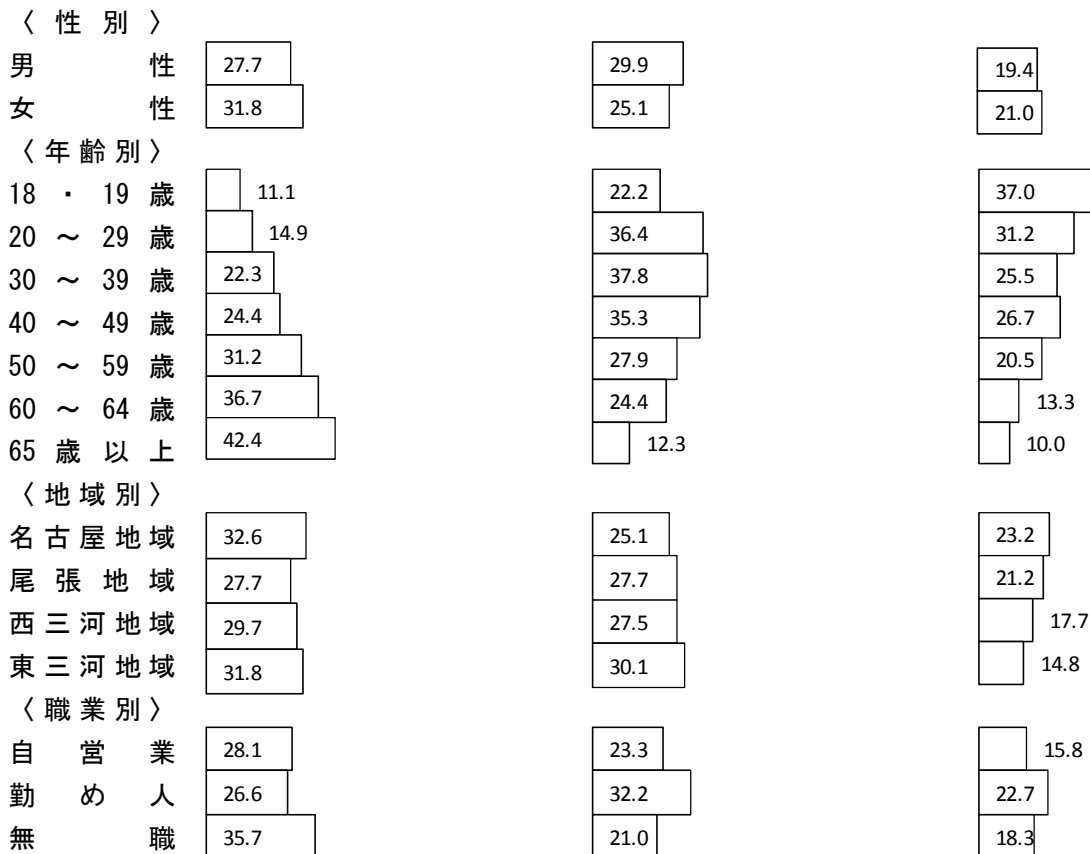 〈性別〉
男性 27.7 29.9 19.4
女性 31.8 25.1 21.0
〈年齢別〉
18・19歳 11.1 22.2 37.0
20～29歳 14.9 36.4 31.2
30～39歳 22.3 37.8 25.5
40～49歳 24.4 35.3 26.7
50～59歳 31.2 27.9 20.5
60～64歳 36.7 24.4 13.3
65歳以上 42.4 12.3 10.0
〈地域別〉
名古屋地域 32.6 25.1 23.2
尾張地域 27.7 27.7 21.2
西三河地域 29.7 27.5 17.7
東三河地域 31.8 30.1 14.8
〈職業別〉
自営業 28.1 23.3 15.8
勤め人 26.6 32.2 22.7
無職 35.7 21.0 18.3